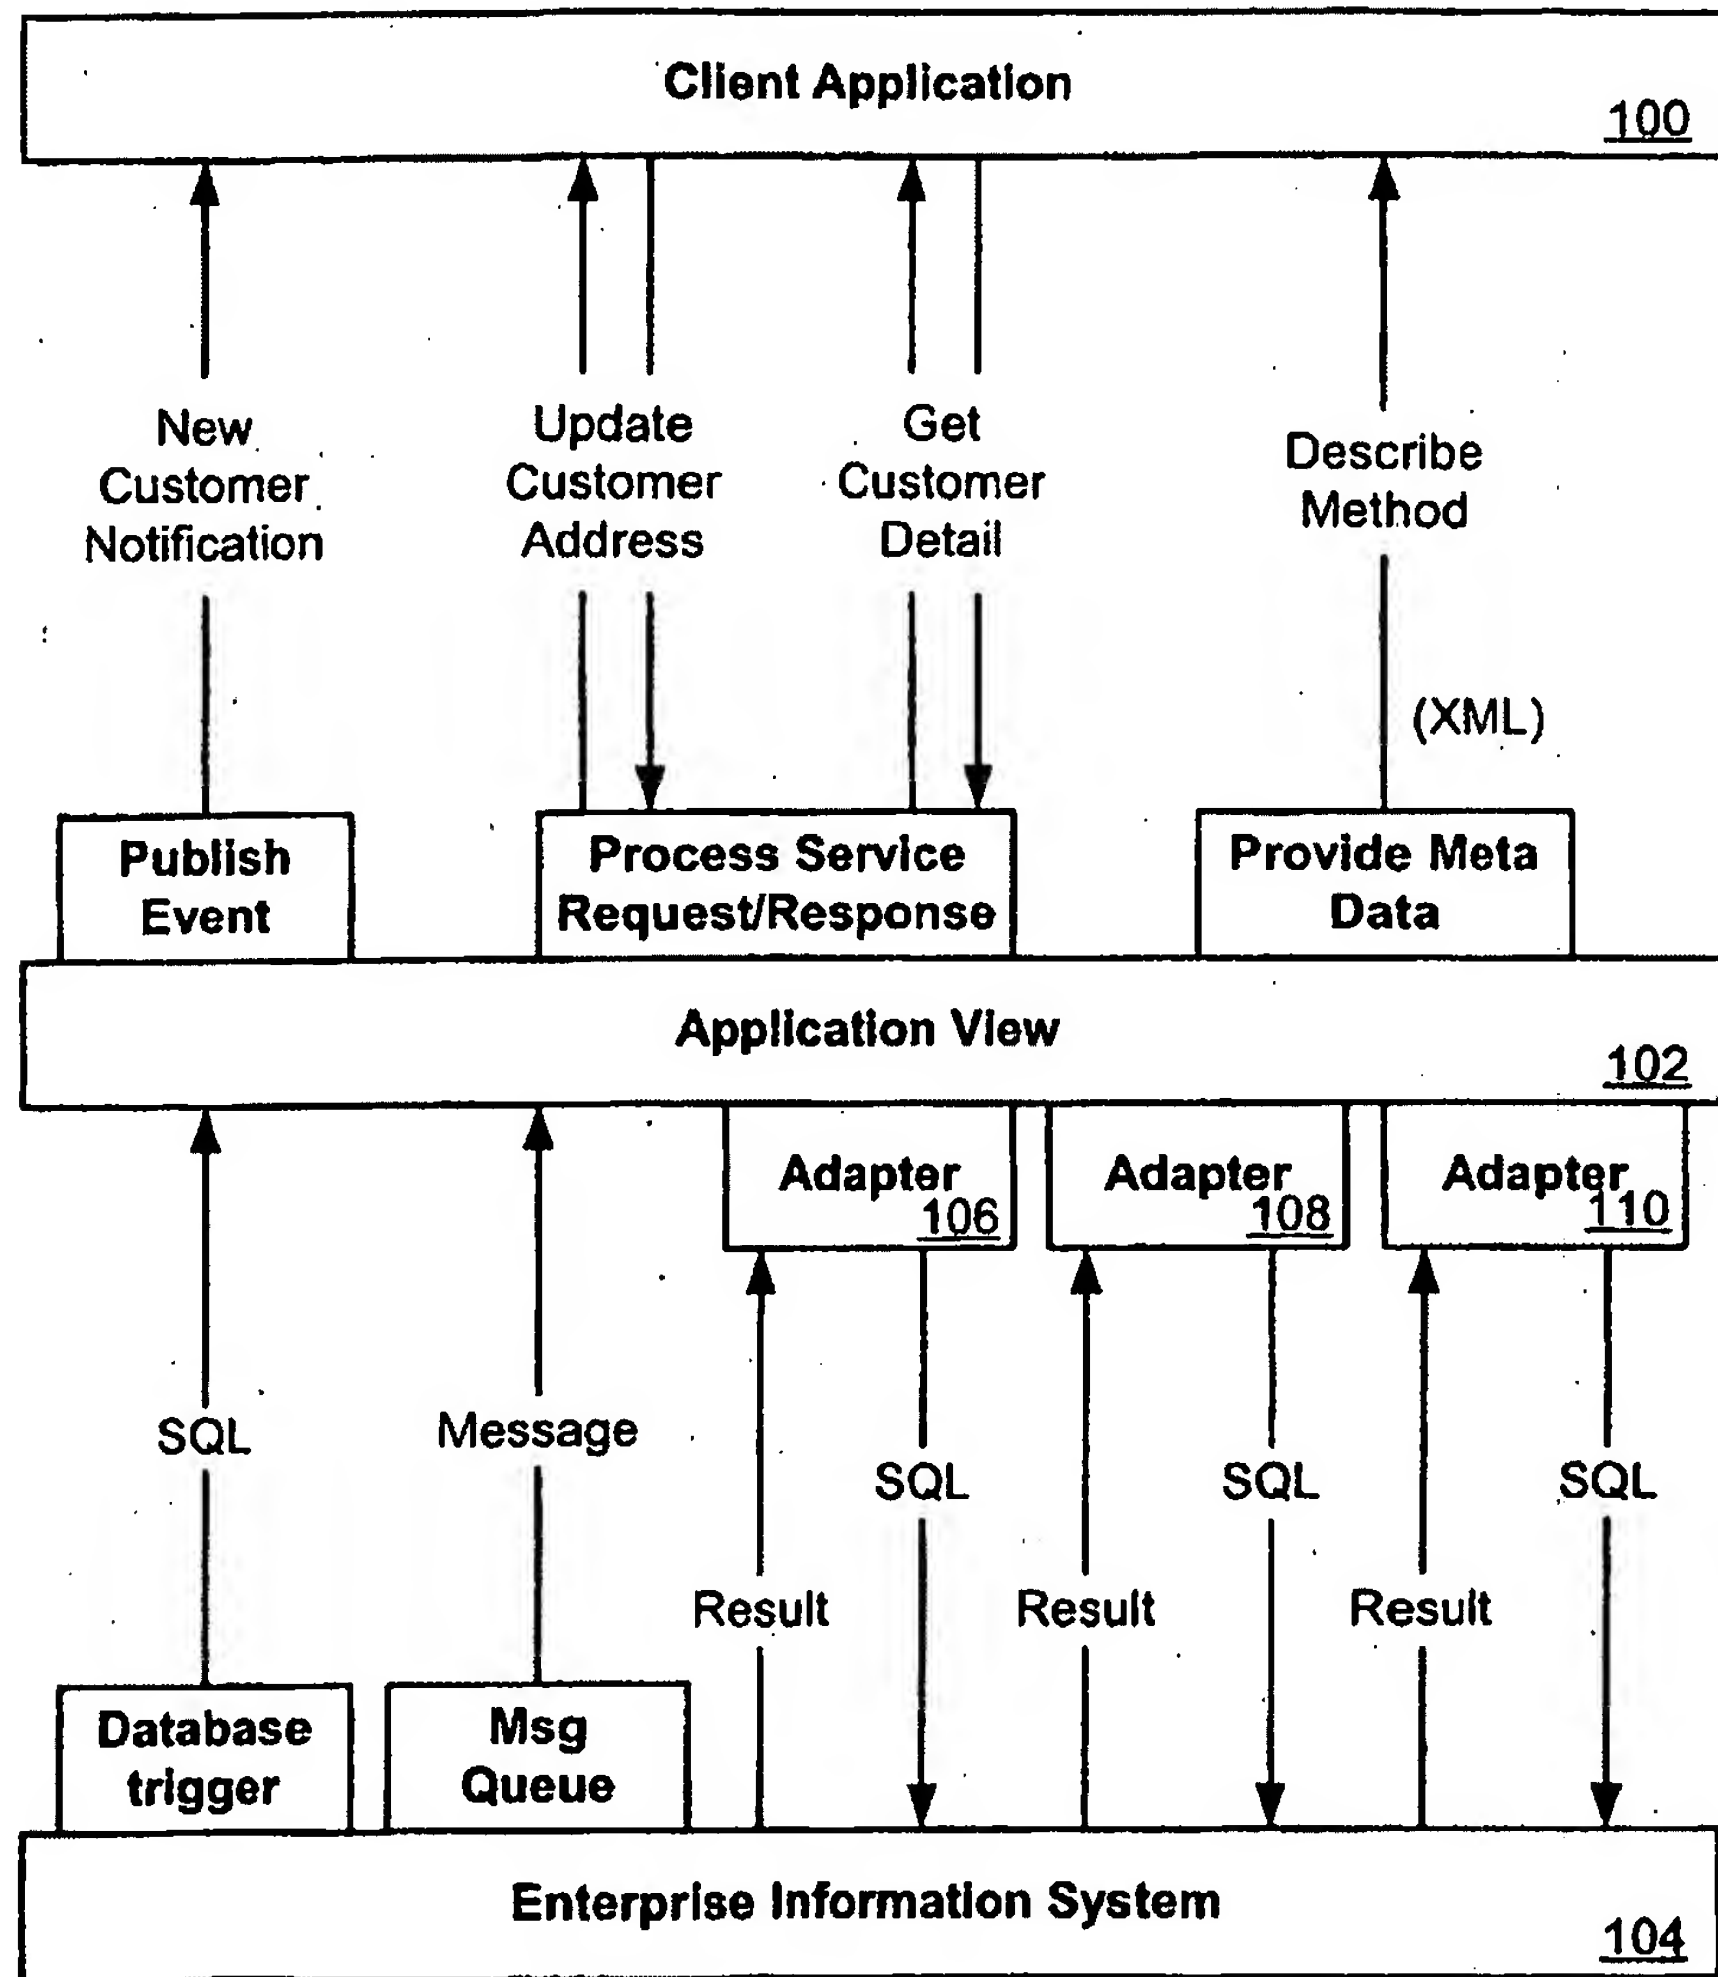 Client Application
100
New
Customer
Notification
Update
Customer
Address
Get
Customer
Detail
Describe
Method
(XML)
Publish
Event
Process Service
Request/Response
Provide Meta
Data
Application View
102
Adapter
106
Adapter
108
Adapter
110
SQL
Message
SQL
SQL
SQL
Result
Result
Result
Database
trigger
Msg
Queue
Enterprise Information System
104